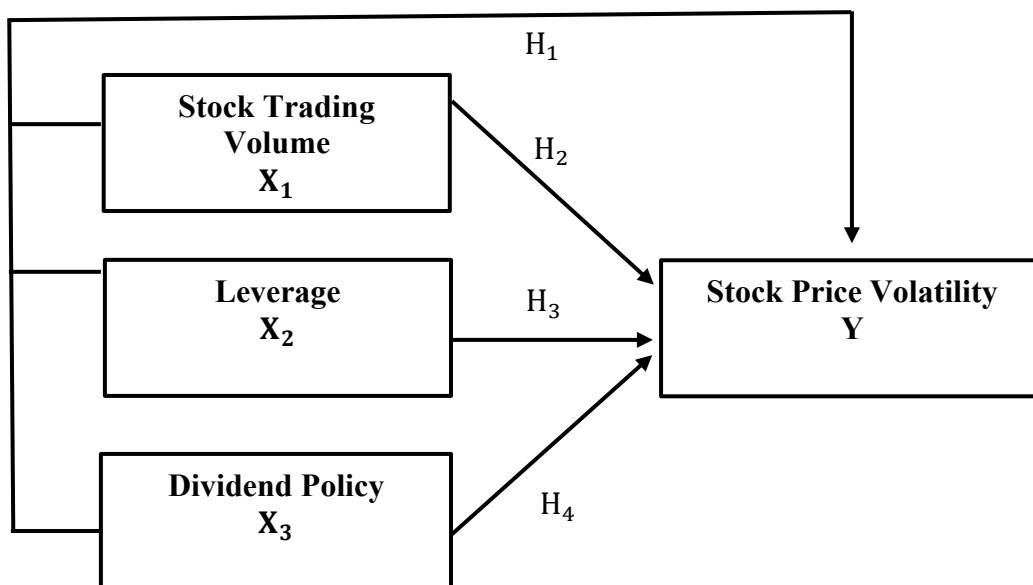 H₁
Stock Trading
Volume
X₁
H₂
Leverage
X₂
H₃
Stock Price Volatility
Y
Dividend Policy
X₃
H₄